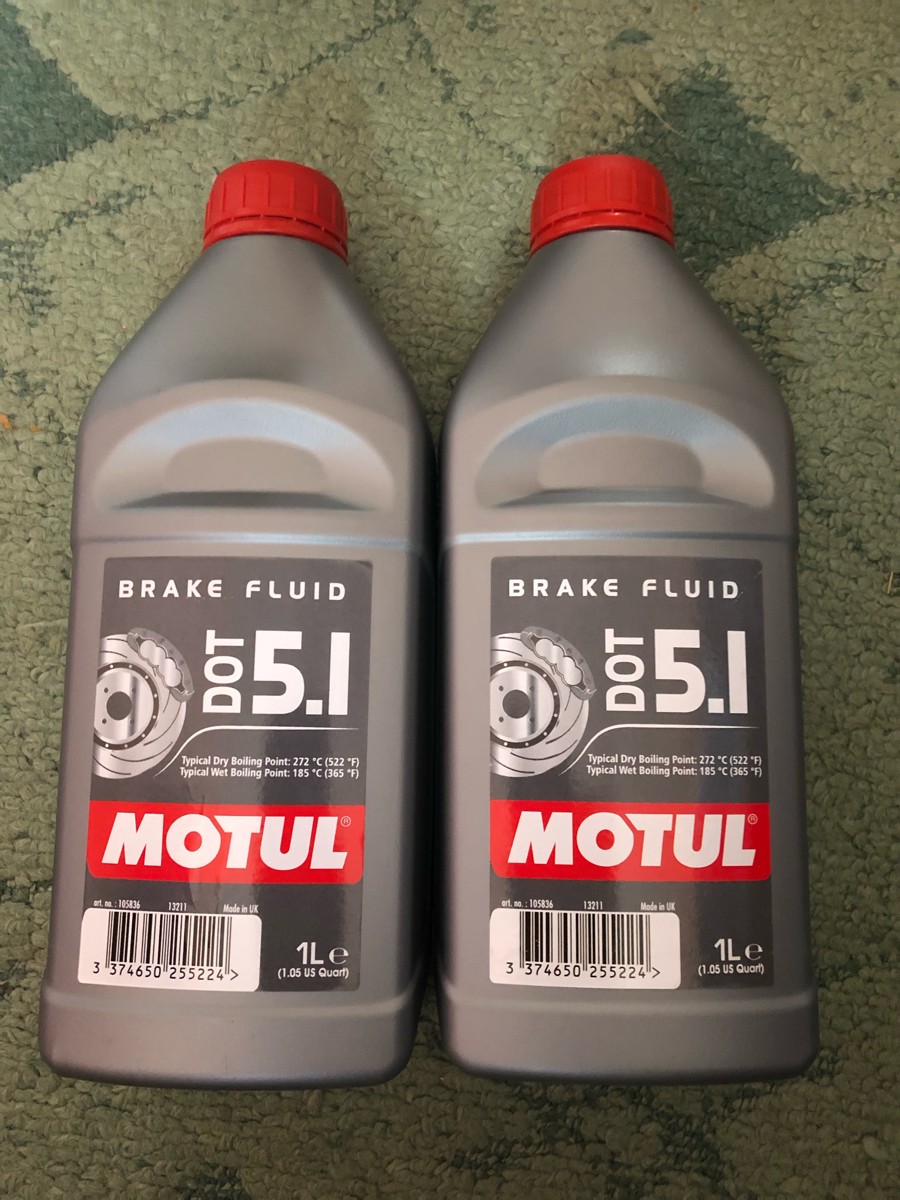 BRAKE FLUID
DOT 5.1
Typical Dry Boiling Point: 272 °C (522 °F)
Typical Wet Boiling Point: 185 °C (365 °F)
MOTUL®
art. no. : 105836 13211 Made in UK
3 374650 255224 >
1L ℮
(1.05 US Quart)
BRAKE FLUID
DOT 5.1
Typical Dry Boiling Point: 272 °C (522 °F)
Typical Wet Boiling Point: 185 °C (365 °F)
MOTUL®
art. no. : 105836 13211 Made in UK
3 374650 255224 >
1L ℮
(1.05 US Quart)